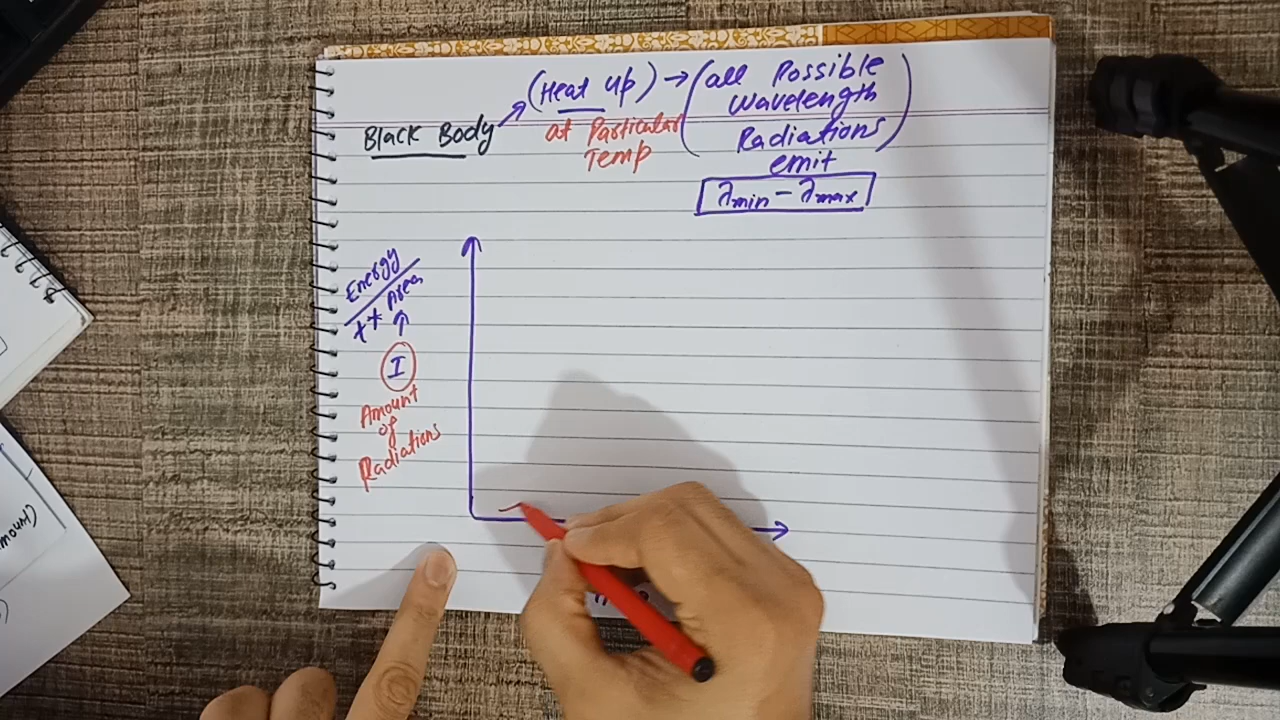 (Heat up) → (all Possible
Wavelength
Black Body
at Particular
Radiations)
Temp
emit
λmin - λmax
Energy
t * Area
I
Amount
of
Radiations